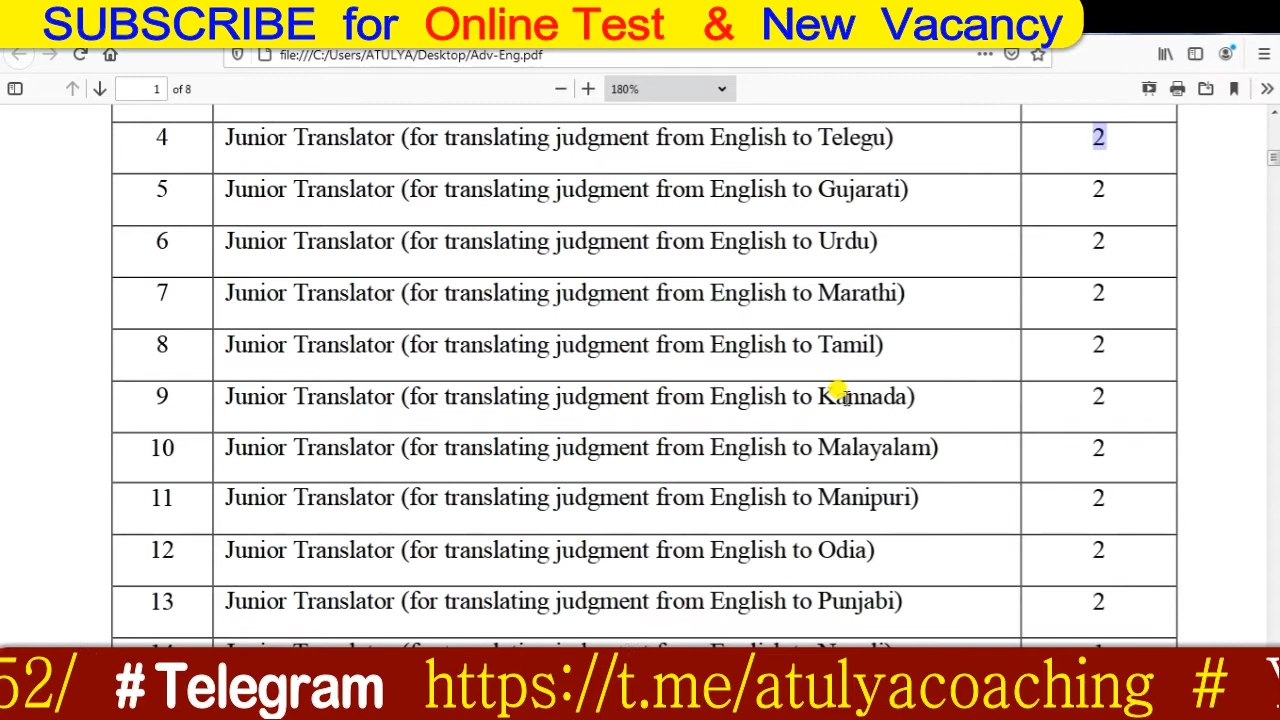 SUBSCRIBE for Online Test & New Vacancy
file:///C:/Users/ATULYA/Desktop/Adv-Eng.pdf
1 of 8
180%
4 Junior Translator (for translating judgment from English to Telegu) 2
5 Junior Translator (for translating judgment from English to Gujarati) 2
6 Junior Translator (for translating judgment from English to Urdu) 2
7 Junior Translator (for translating judgment from English to Marathi) 2
8 Junior Translator (for translating judgment from English to Tamil) 2
9 Junior Translator (for translating judgment from English to Kannada) 2
10 Junior Translator (for translating judgment from English to Malayalam) 2
11 Junior Translator (for translating judgment from English to Manipuri) 2
12 Junior Translator (for translating judgment from English to Odia) 2
13 Junior Translator (for translating judgment from English to Punjabi) 2
52/ # Telegram https://t.me/atulyacoaching #